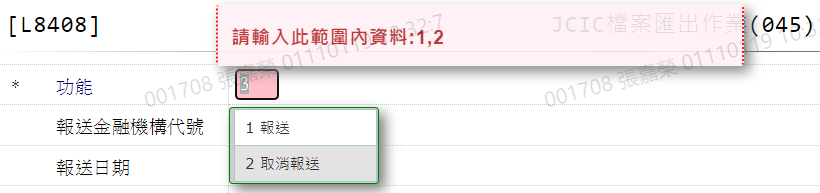 [L8408]
請輸入此範圍內資料:1,2
JCIC檔案匯出作業(045)
* 功能
3
報送金融機構代號
1 報送
報送日期
2 取消報送
001708 張嘉榮 01110119
001708 張嘉榮 01110119